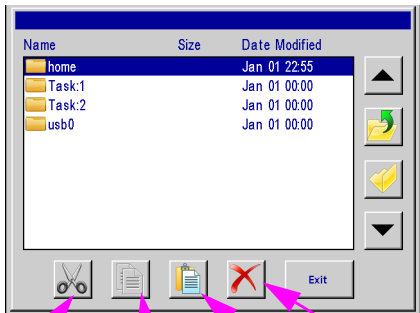 Name Size Date Modified
home Jan 01 22:55
Task:1 Jan 01 00:00
Task:2 Jan 01 00:00
usb0 Jan 01 00:00
Exit